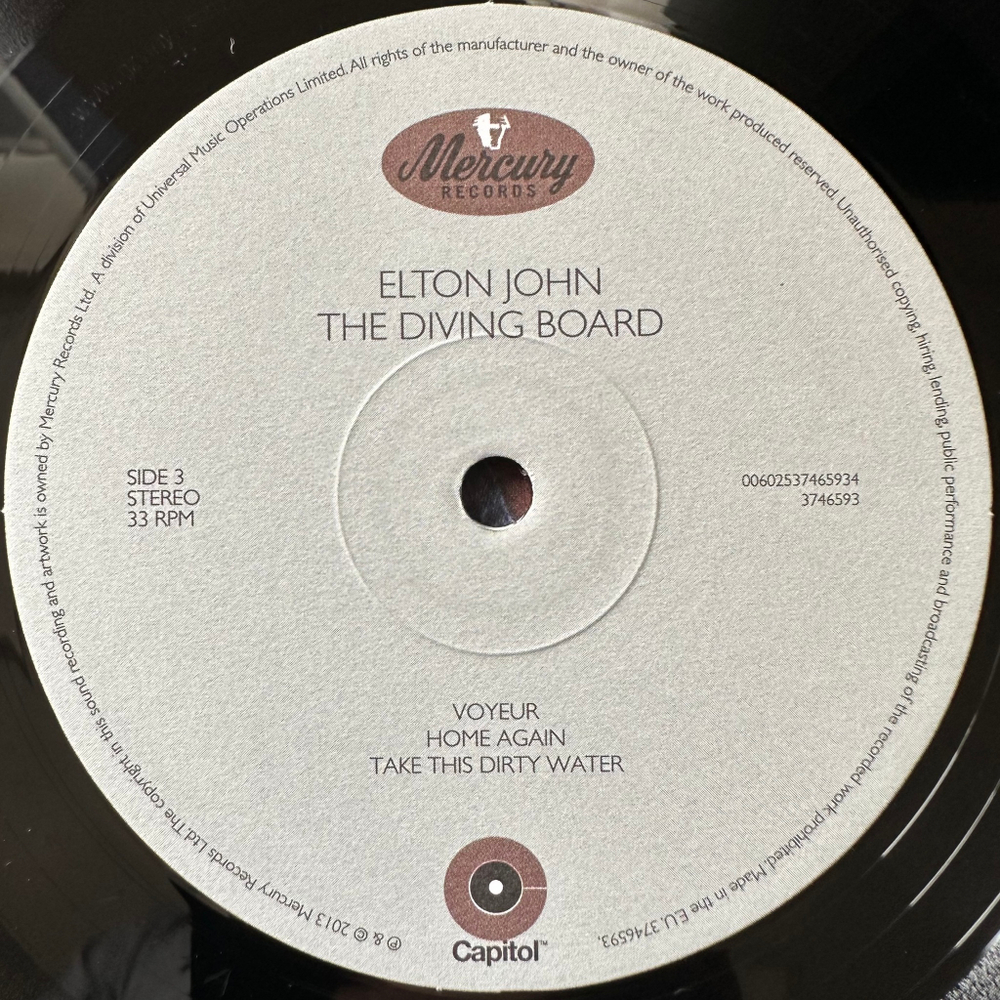 Mercury
RECORDS
ELTON JOHN
THE DIVING BOARD
SIDE 3
STEREO
33 RPM
00602537465934
3746593
VOYEUR
HOME AGAIN
TAKE THIS DIRTY WATER
Capitol™
℗ & © 2013 Mercury Records Ltd. The copyright in this sound recording and artwork is owned by Mercury Records Ltd. A division of Universal Music Operations Limited. All rights of the manufacturer and the owner of the work produced reserved. Unauthorised copying, hiring, lending, public performance and broadcasting of the recorded work prohibited. Made in the EU. 3746593.